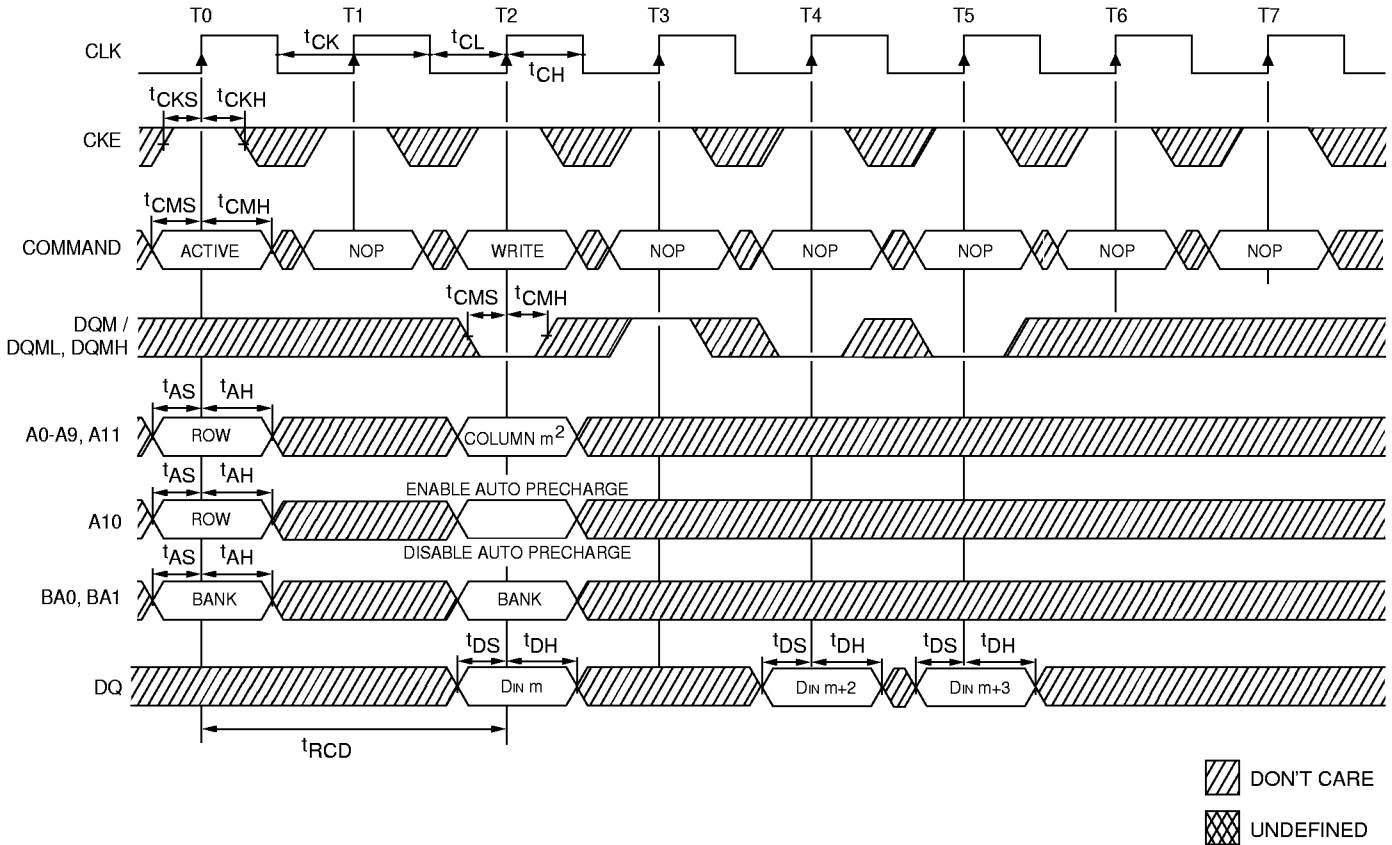 T0 T1 T2 T3 T4 T5 T6 T7
CLK
tCK tCL
tCH
tCKS tCKH
CKE
tCMS tCMH
COMMAND ACTIVE NOP WRITE NOP NOP NOP NOP NOP
tCMS tCMH
DQM /
DQML, DQMH
tAS tAH
A0-A9, A11 ROW COLUMN m2
tAS tAH ENABLE AUTO PRECHARGE
A10 ROW
tAS tAH DISABLE AUTO PRECHARGE
BA0, BA1 BANK BANK
tDS tDH tDS tDH tDS tDH
DQ DIN m DIN m+2 DIN m+3
tRCD
DON'T CARE
UNDEFINED